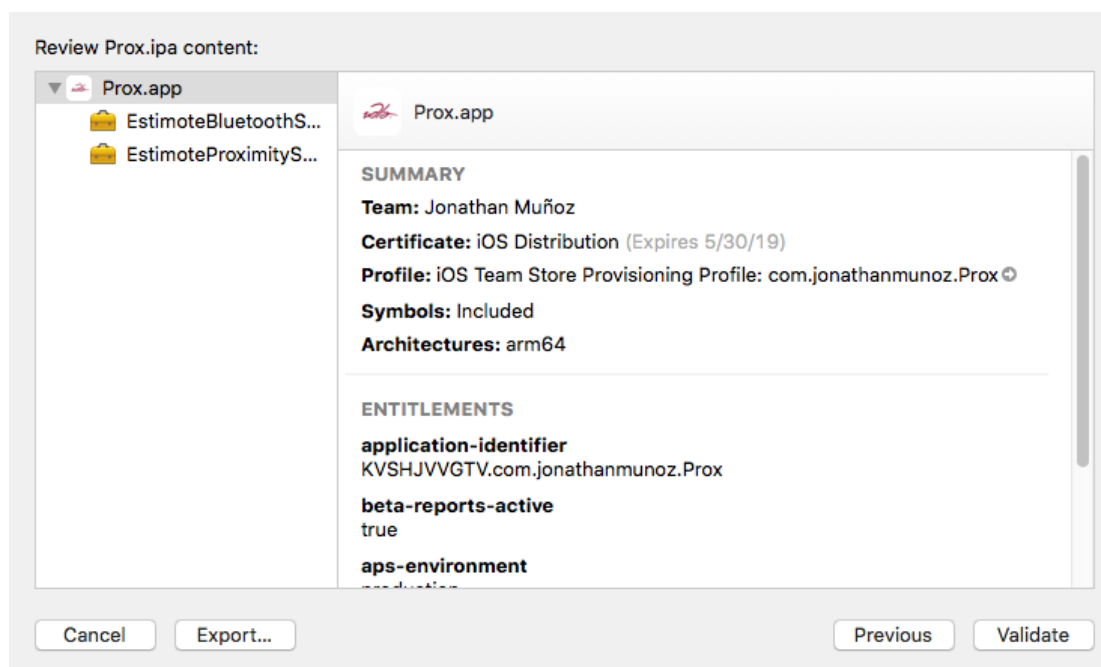 Review Prox.ipa content:
Prox.app
EstimoteBluetoothS...
EstimoteProximityS...
Prox.app
SUMMARY
Team: Jonathan Muñoz
Certificate: iOS Distribution (Expires 5/30/19)
Profile: iOS Team Store Provisioning Profile: com.jonathanmunoz.Prox
Symbols: Included
Architectures: arm64
ENTITLEMENTS
application-identifier
KVSHJVVGTV.com.jonathanmunoz.Prox
beta-reports-active
true
aps-environment
production
Cancel
Export...
Previous
Validate